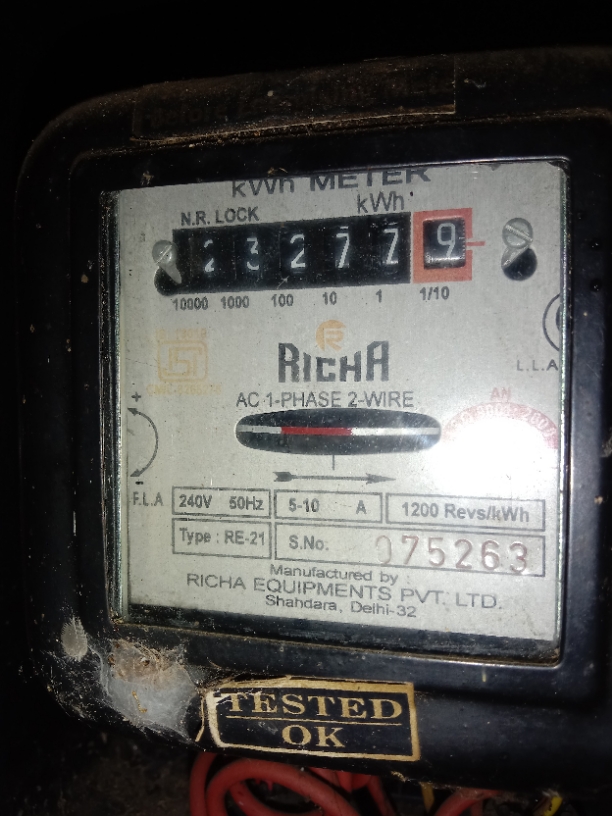 kWh METER
N.R. LOCK
kWh
2 3 2 7 7 9
10000 1000 100 10 1 1/10
RICHA
AC 1-PHASE 2-WIRE
L.L.A
+
-
F.L.A
240V 50Hz
5-10 A
1200 Revs/kWh
Type : RE-21
S.No. 075263
Manufactured by :
RICHA EQUIPMENTS PVT. LTD.
Shahdara, Delhi-32
TESTED
OK